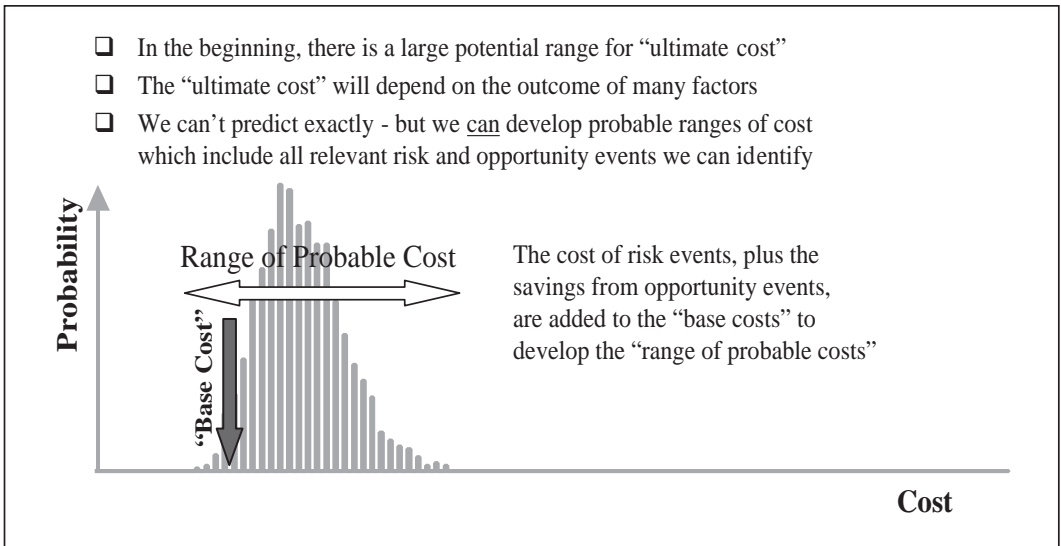 ❑ In the beginning, there is a large potential range for “ultimate cost”
❑ The “ultimate cost” will depend on the outcome of many factors
❑ We can’t predict exactly - but we can develop probable ranges of cost
which include all relevant risk and opportunity events we can identify
Probability
Range of Probable Cost
“Base Cost”
The cost of risk events, plus the
savings from opportunity events,
are added to the “base costs” to
develop the “range of probable costs”
Cost